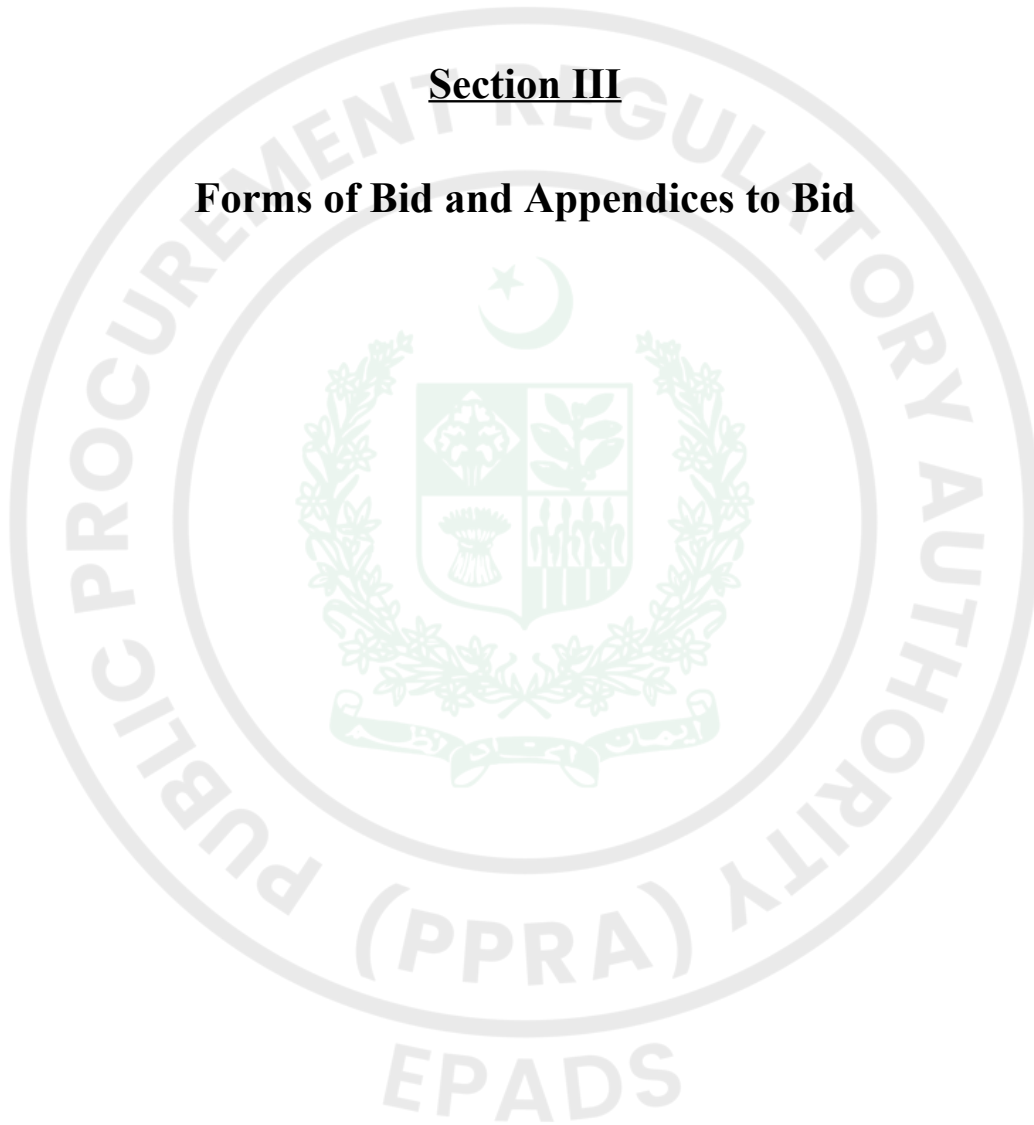 Section III
Forms of Bid and Appendices to Bid
PUBLIC PROCUREMENT REGULATORY AUTHORITY
(PPRA)
EPADS